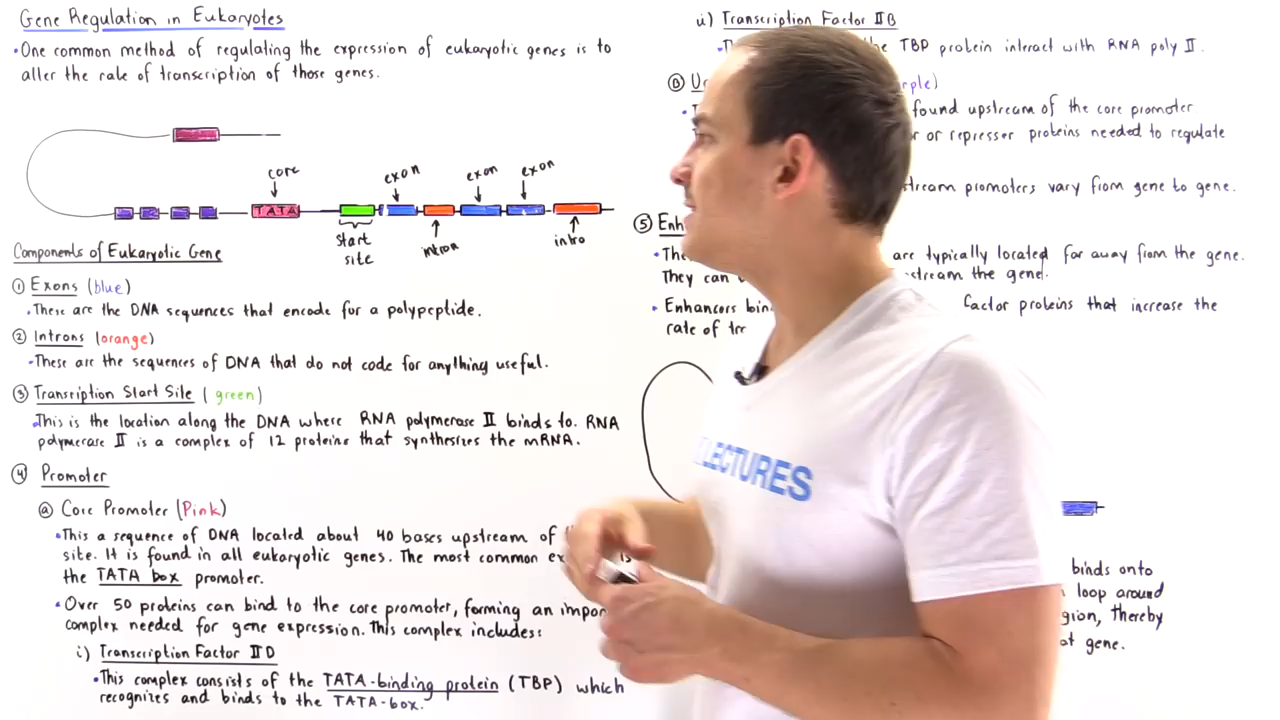 Gene Regulation in Eukaryotes
• One common method of regulating the expression of eukaryotic genes is to
alter the rate of transcription of those genes.
core
exon
exon
exon
TATA
start
site
intron
intro
Components of Eukaryotic Gene
① Exons (blue)
• These are the DNA sequences that encode for a polypeptide.
② Introns (orange)
• These are the sequences of DNA that do not code for anything useful.
③ Transcription Start Site (green)
• This is the location along the DNA where RNA polymerase II binds to. RNA
polymerase II is a complex of 12 proteins that synthesizes the mRNA.
④ Promoter
ⓐ Core Promoter (Pink)
• This a sequence of DNA located about 40 bases upstream of
site. It is found in all eukaryotic genes. The most common is
the TATA box promoter.
• Over 50 proteins can bind to the core promoter, forming an
complex needed for gene expression. This complex includes:
i) Transcription Factor II D
• This complex consists of the TATA-binding protein (TBP) which
recognizes and binds to the TATA-box.
ii) Transcription Factor II B
TBP protein interact with RNA poly II.
found upstream of the core promoter
or represser proteins needed to regulate
promoters vary from gene to gene.
⑤
are typically located far away from the gene.
They can the gene.
• Enhancers factor proteins that increase the
rate of
LECTURES
binds onto
loop around
thereby
gene.